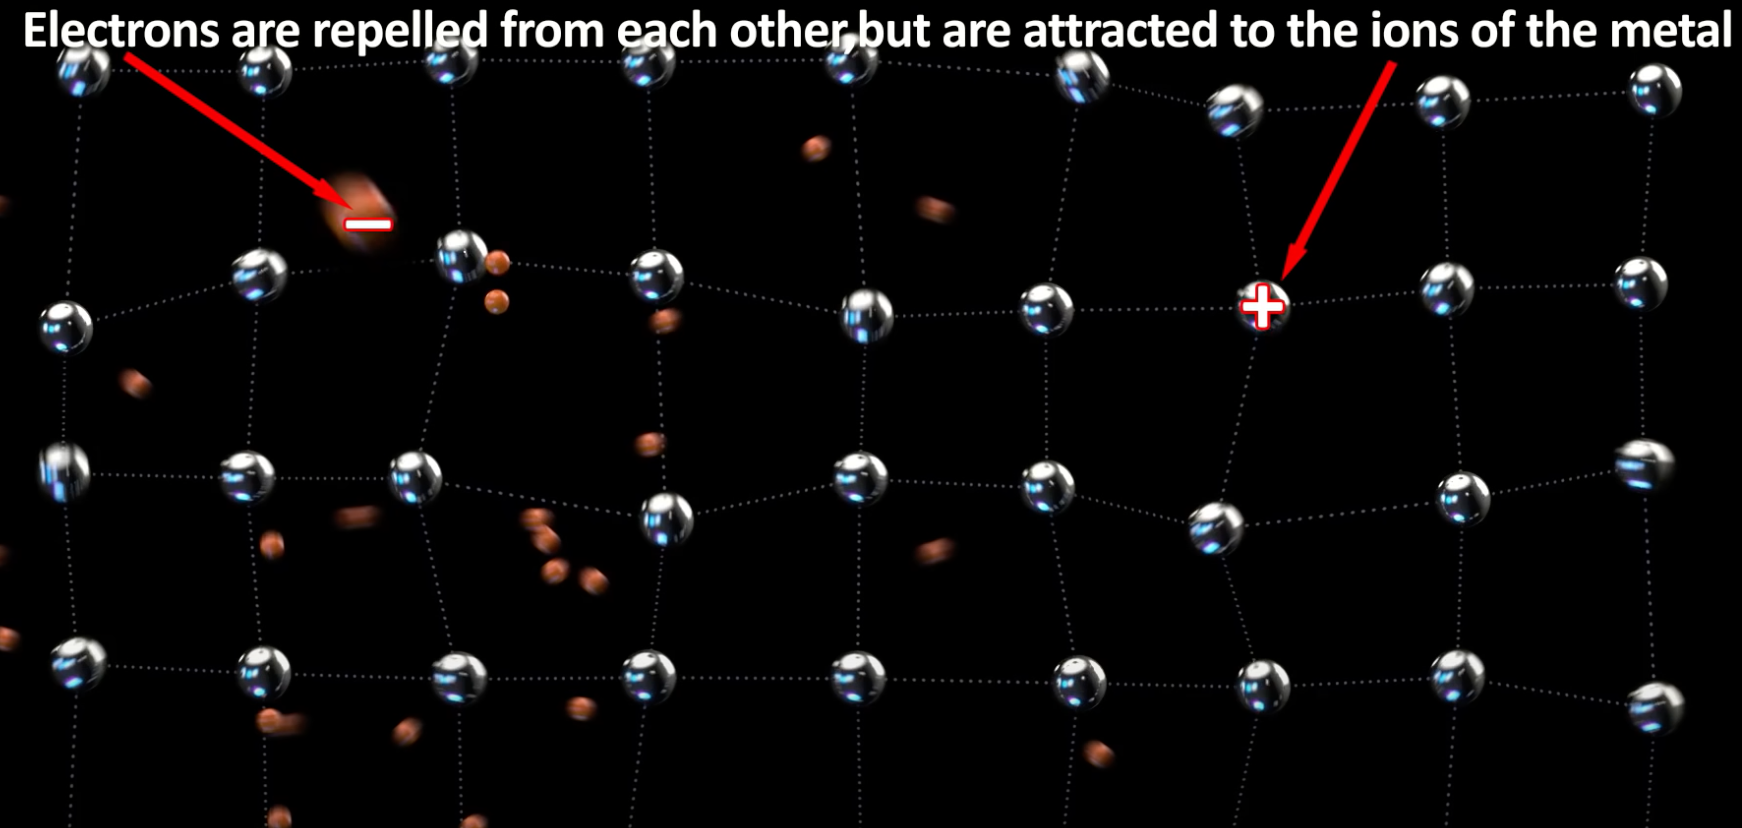 Electrons are repelled from each other,but are attracted to the ions of the metal